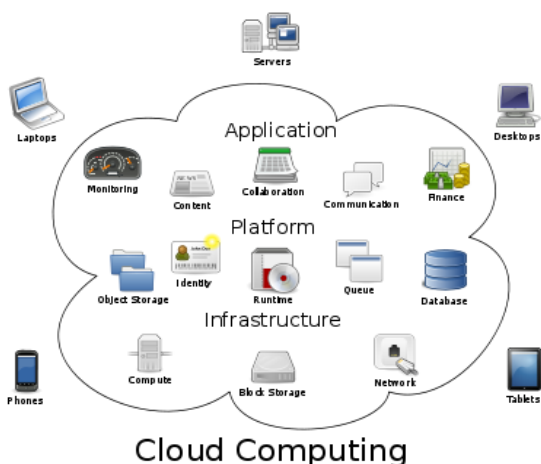 Servers
Laptops
Desktops
Application
Monitoring
NEWS
Content
Collaboration
Communication
Finance
Platform
Object Storage
Identity
Runtime
Queue
Database
Infrastructure
Compute
Block Storage
Network
Phones
Tablets
Cloud Computing